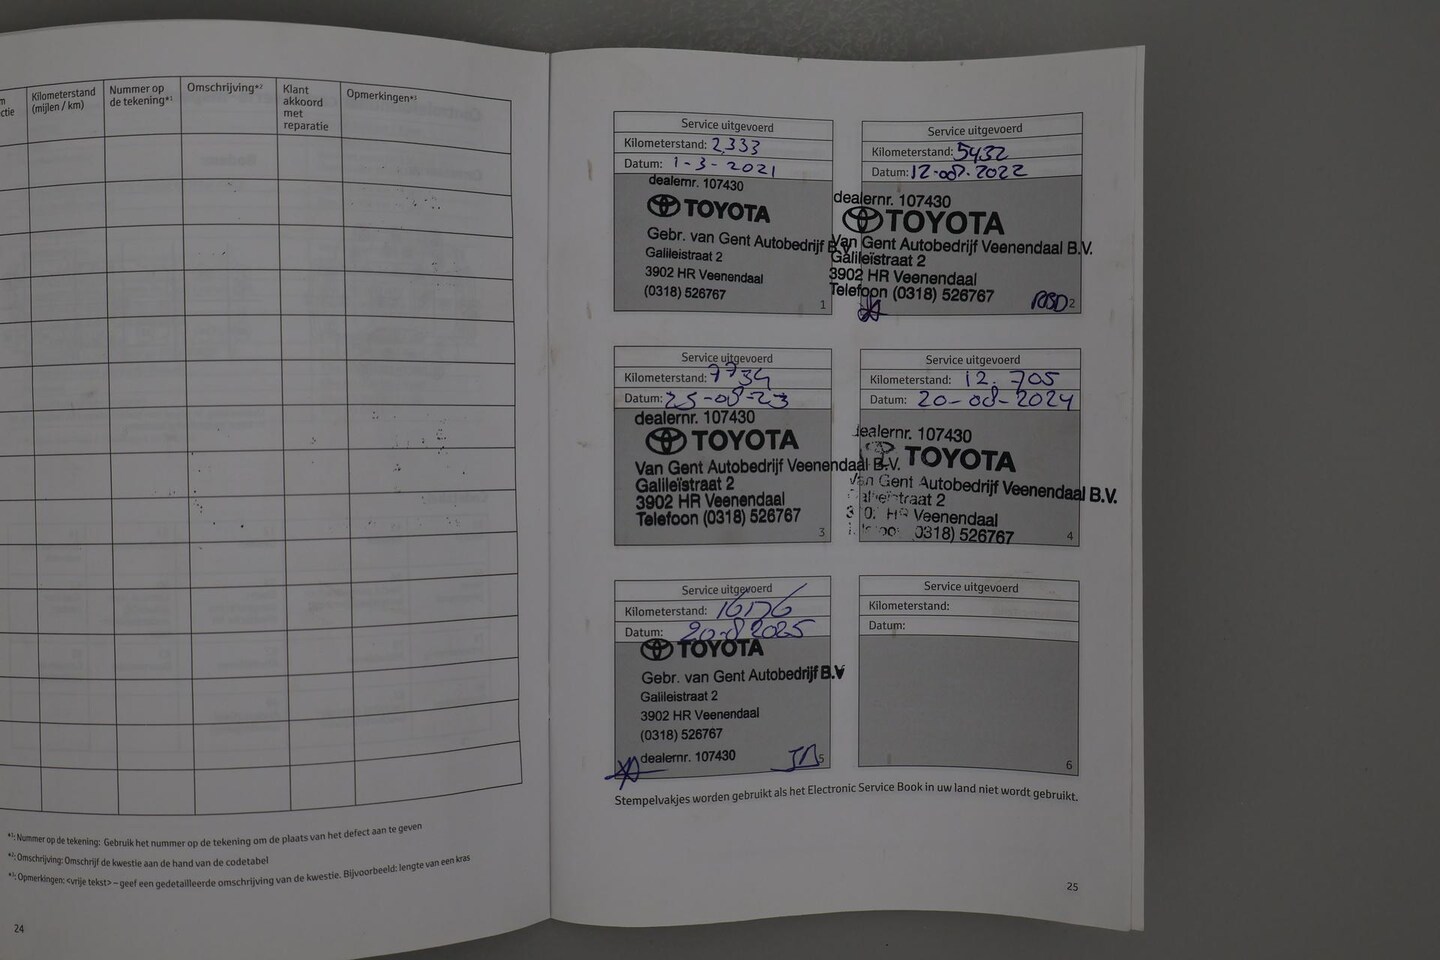 ctie
Kilometerstand
(mijlen / km)
Nummer op
de tekening*1
Omschrijving*2
Klant
akkoord
met
reparatie
Opmerkingen*3
*1: Nummer op de tekening: Gebruik het nummer op de tekening om de plaats van het defect aan te geven
*2: Omschrijving: Omschrijf de kwestie aan de hand van de codetabel
*3: Opmerkingen: <vrije tekst> – geef een gedetailleerde omschrijving van de kwestie. Bijvoorbeeld: lengte van een kras
24
Service uitgevoerd
Kilometerstand: 2.333
Datum: 1-3-2021
dealernr. 107430
TOYOTA
Gebr. van Gent Autobedrijf B.V.
Galileistraat 2
3902 HR Veenendaal
(0318) 526767
1
Service uitgevoerd
Kilometerstand: 5432
Datum: 12-08-2022
dealernr. 107430
TOYOTA
Van Gent Autobedrijf Veenendaal B.V.
Galileïstraat 2
3902 HR Veenendaal
Telefoon (0318) 526767
2
Service uitgevoerd
Kilometerstand: 7734
Datum: 25-08-23
dealernr. 107430
TOYOTA
Van Gent Autobedrijf Veenendaal B.V.
Galileïstraat 2
3902 HR Veenendaal
Telefoon (0318) 526767
3
Service uitgevoerd
Kilometerstand: 12.705
Datum: 20-08-2024
dealernr. 107430
TOYOTA
Van Gent Autobedrijf Veenendaal B.V.
Galileïstraat 2
HR Veenendaal
0318) 526767
4
Service uitgevoerd
Kilometerstand:
Datum: 20-8-2025
TOYOTA
Gebr. van Gent Autobedrijf B.V
Galileistraat 2
3902 HR Veenendaal
(0318) 526767
dealernr. 107430
5
Service uitgevoerd
Kilometerstand:
Datum:
6
Stempelvakjes worden gebruikt als het Electronic Service Book in uw land niet wordt gebruikt.
25